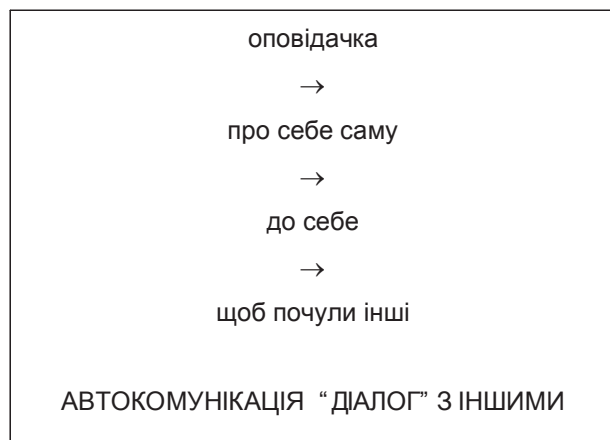 оповідачка
→
про себе саму
→
до себе
→
щоб почули інші
АВТОКОМУНІКАЦІЯ “ДІАЛОГ” З ІНШИМИ